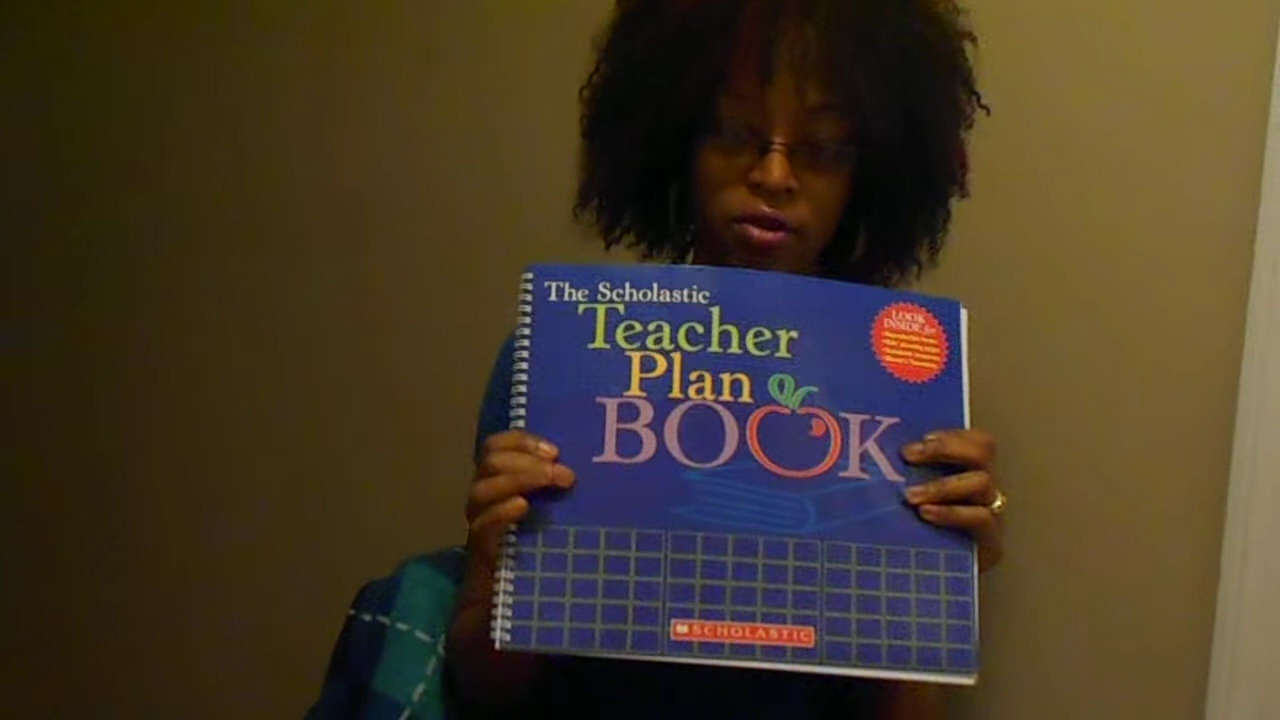 The Scholastic
Teacher
Plan
BOOK
LOOK
INSIDE for
SCHOLASTIC